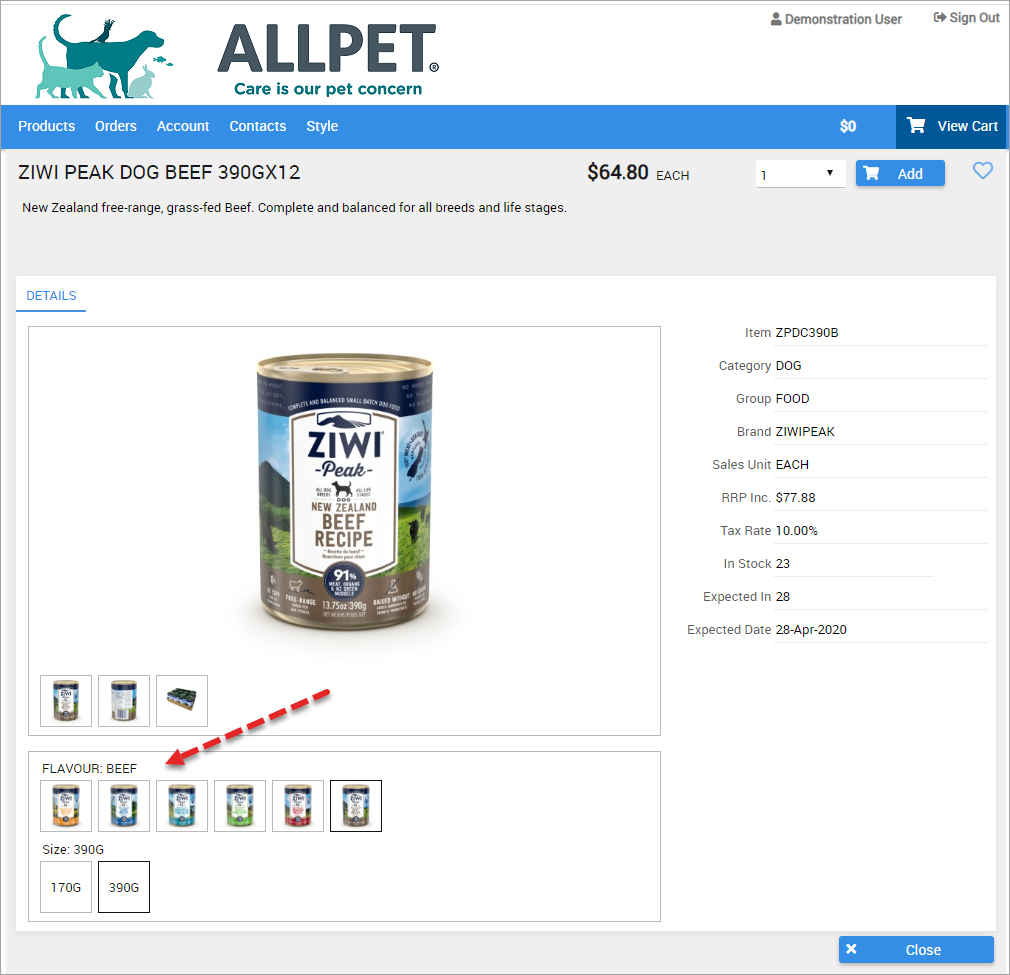 Demonstration User
Sign Out
ALLPET®
Care is our pet concern
Products
Orders
Account
Contacts
Style
$0
View Cart
ZIWI PEAK DOG BEEF 390GX12
$64.80 EACH
1
Add
New Zealand free-range, grass-fed Beef. Complete and balanced for all breeds and life stages.
DETAILS
COMPLETE AND BALANCED SMALL BATCH DOG FOOD
ZIWI
-Peak-
ALL DOG BREEDS
ALL LIFE STAGES
DOG
NEW ZEALAND
BEEF
RECIPE
91%
MEAT, ORGANS
& NZ GREEN
MUSSELS
FREE-RANGE
RAISED WITHOUT
13.75oz 390g
Item ZPDC390B
Category DOG
Group FOOD
Brand ZIWIPEAK
Sales Unit EACH
RRP Inc. $77.88
Tax Rate 10.00%
In Stock 23
Expected In 28
Expected Date 28-Apr-2020
FLAVOUR: BEEF
Size: 390G
170G
390G
Close